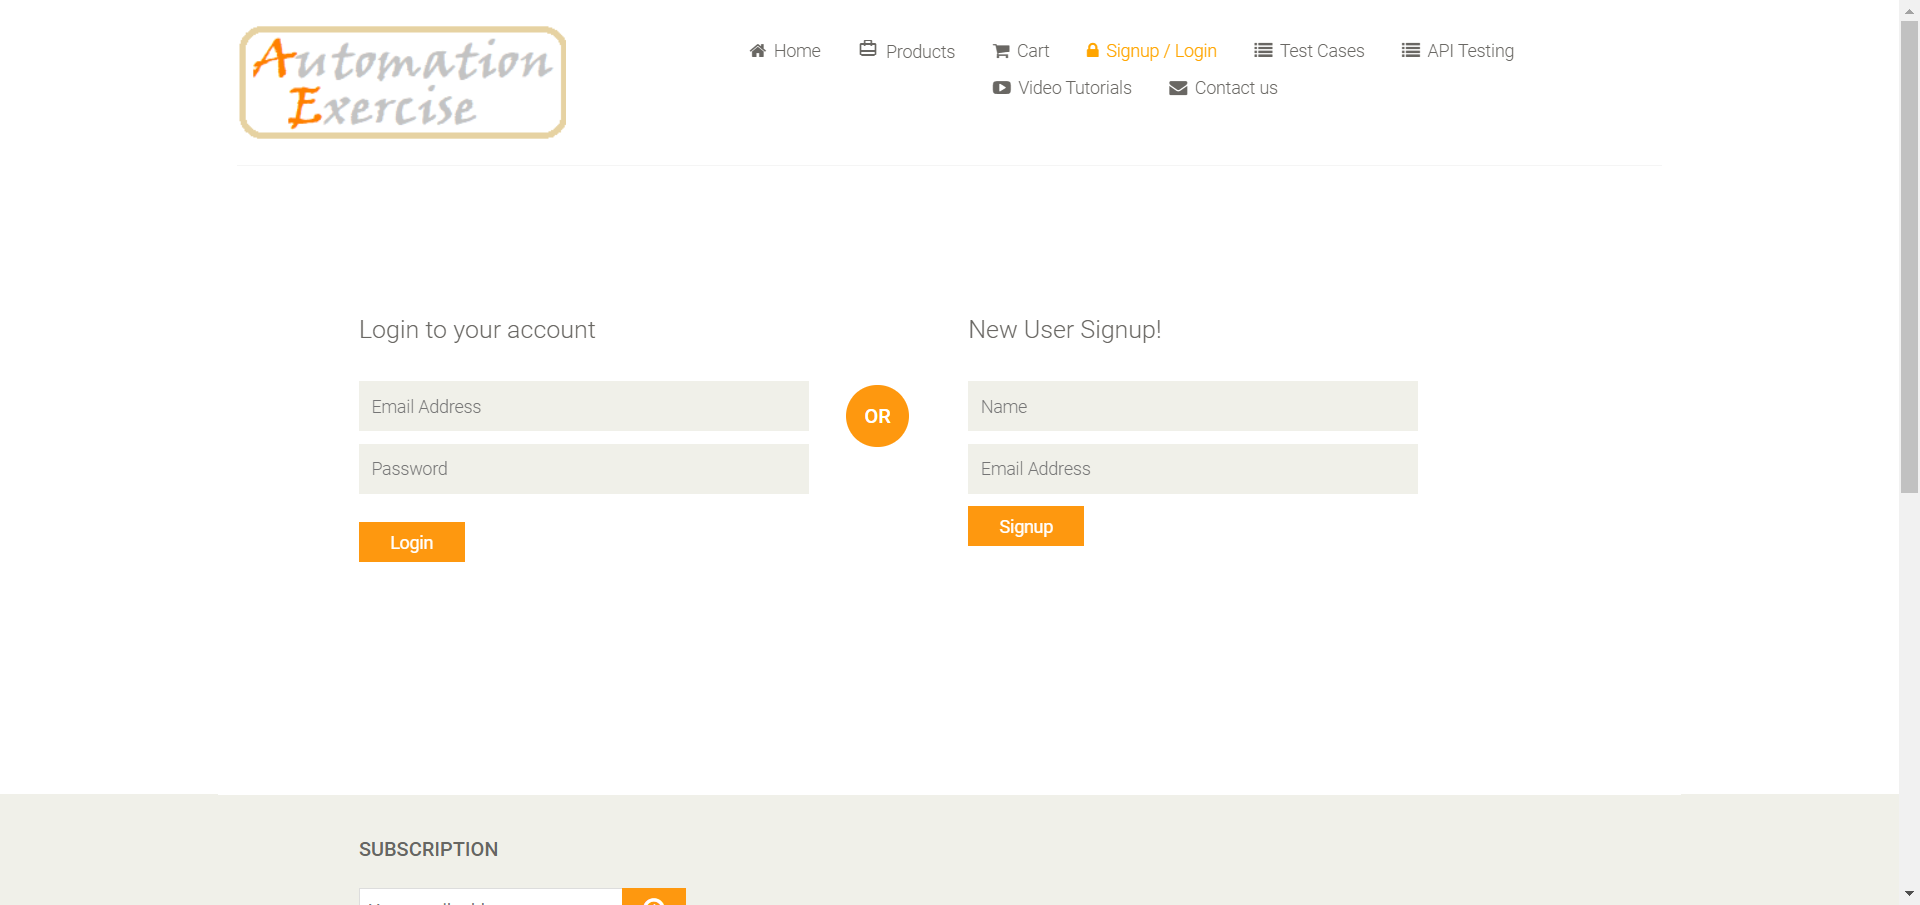 Automation
Exercise
Home
Products
Cart
Signup / Login
Test Cases
API Testing
Video Tutorials
Contact us
Login to your account
New User Signup!
Email Address
OR
Name
Password
Email Address
Login
Signup
SUBSCRIPTION